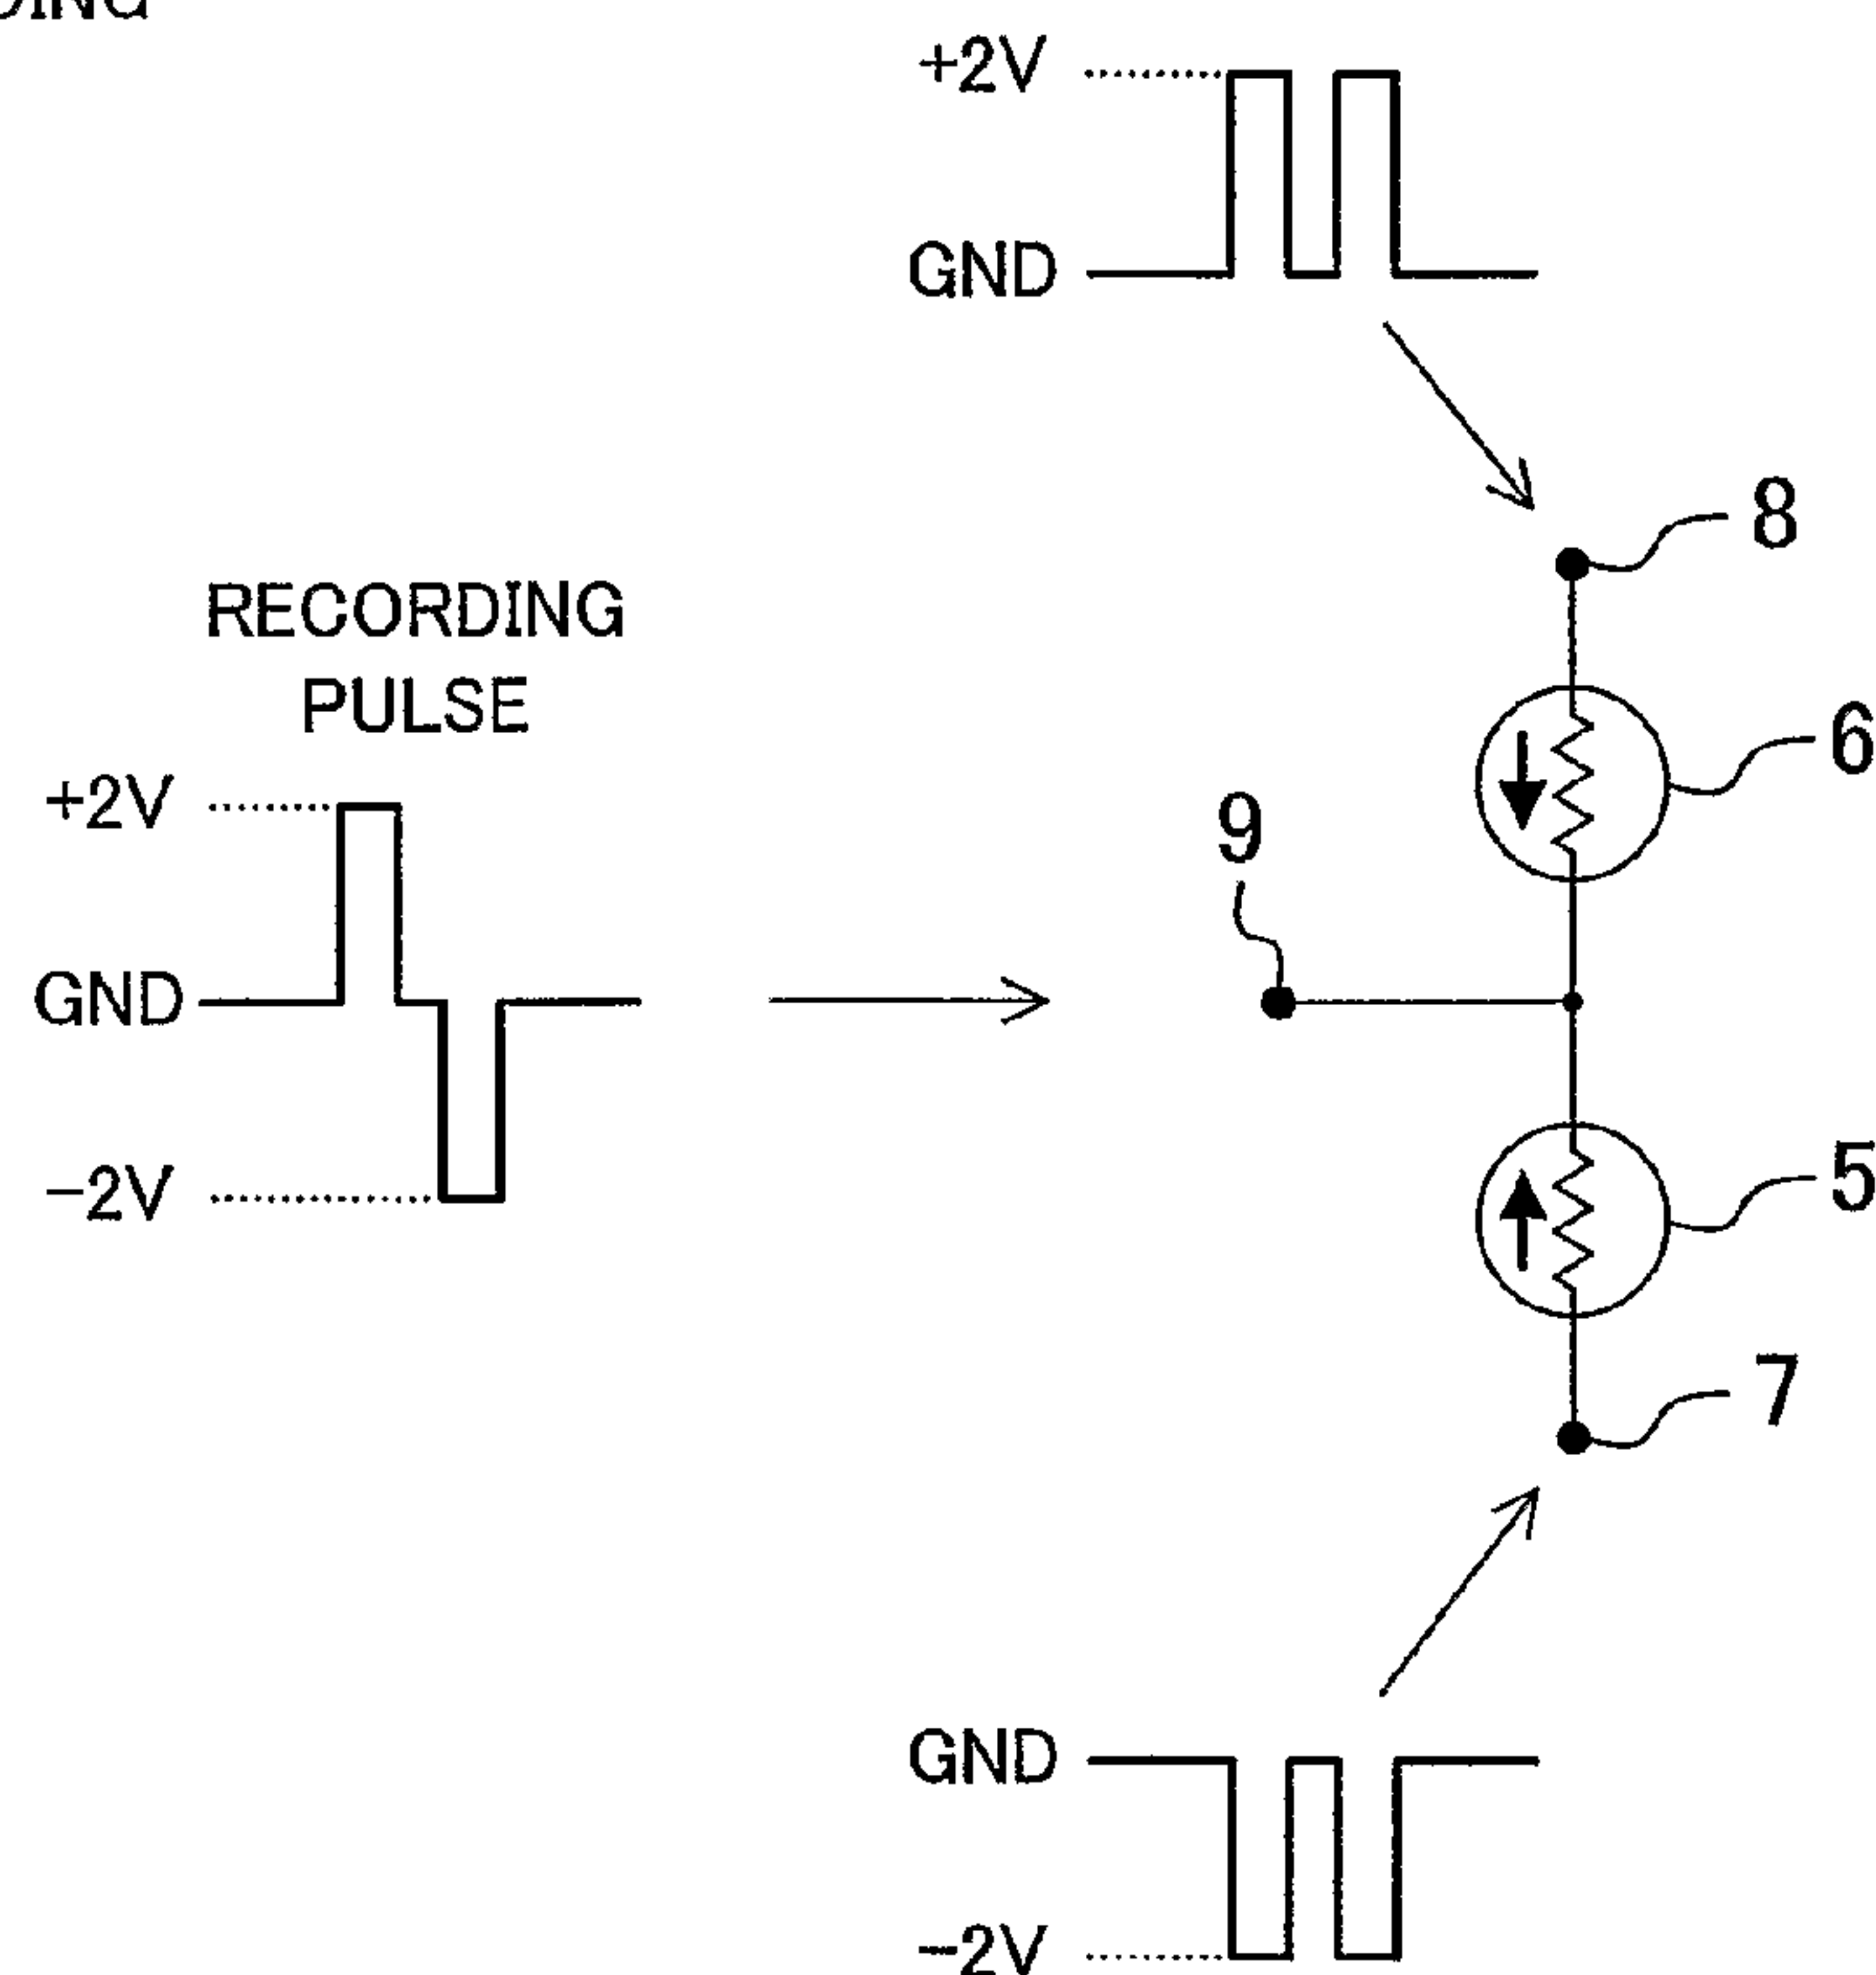 +2V
GND
8
RECORDING
PULSE
6
+2V
9
GND
5
-2V
7
GND
-2V